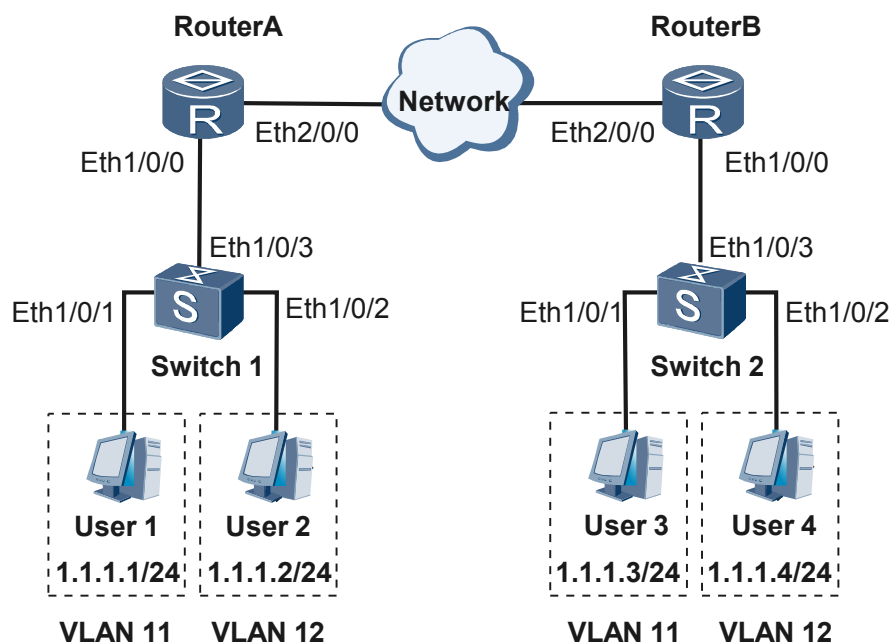 RouterA
RouterB
R
Network
R
Eth2/0/0
Eth2/0/0
Eth1/0/0
Eth1/0/0
Eth1/0/3
Eth1/0/3
Eth1/0/1
S
Eth1/0/2
Eth1/0/1
S
Eth1/0/2
Switch 1
Switch 2
User 1
User 2
User 3
User 4
1.1.1.1/24
1.1.1.2/24
1.1.1.3/24
1.1.1.4/24
VLAN 11
VLAN 12
VLAN 11
VLAN 12